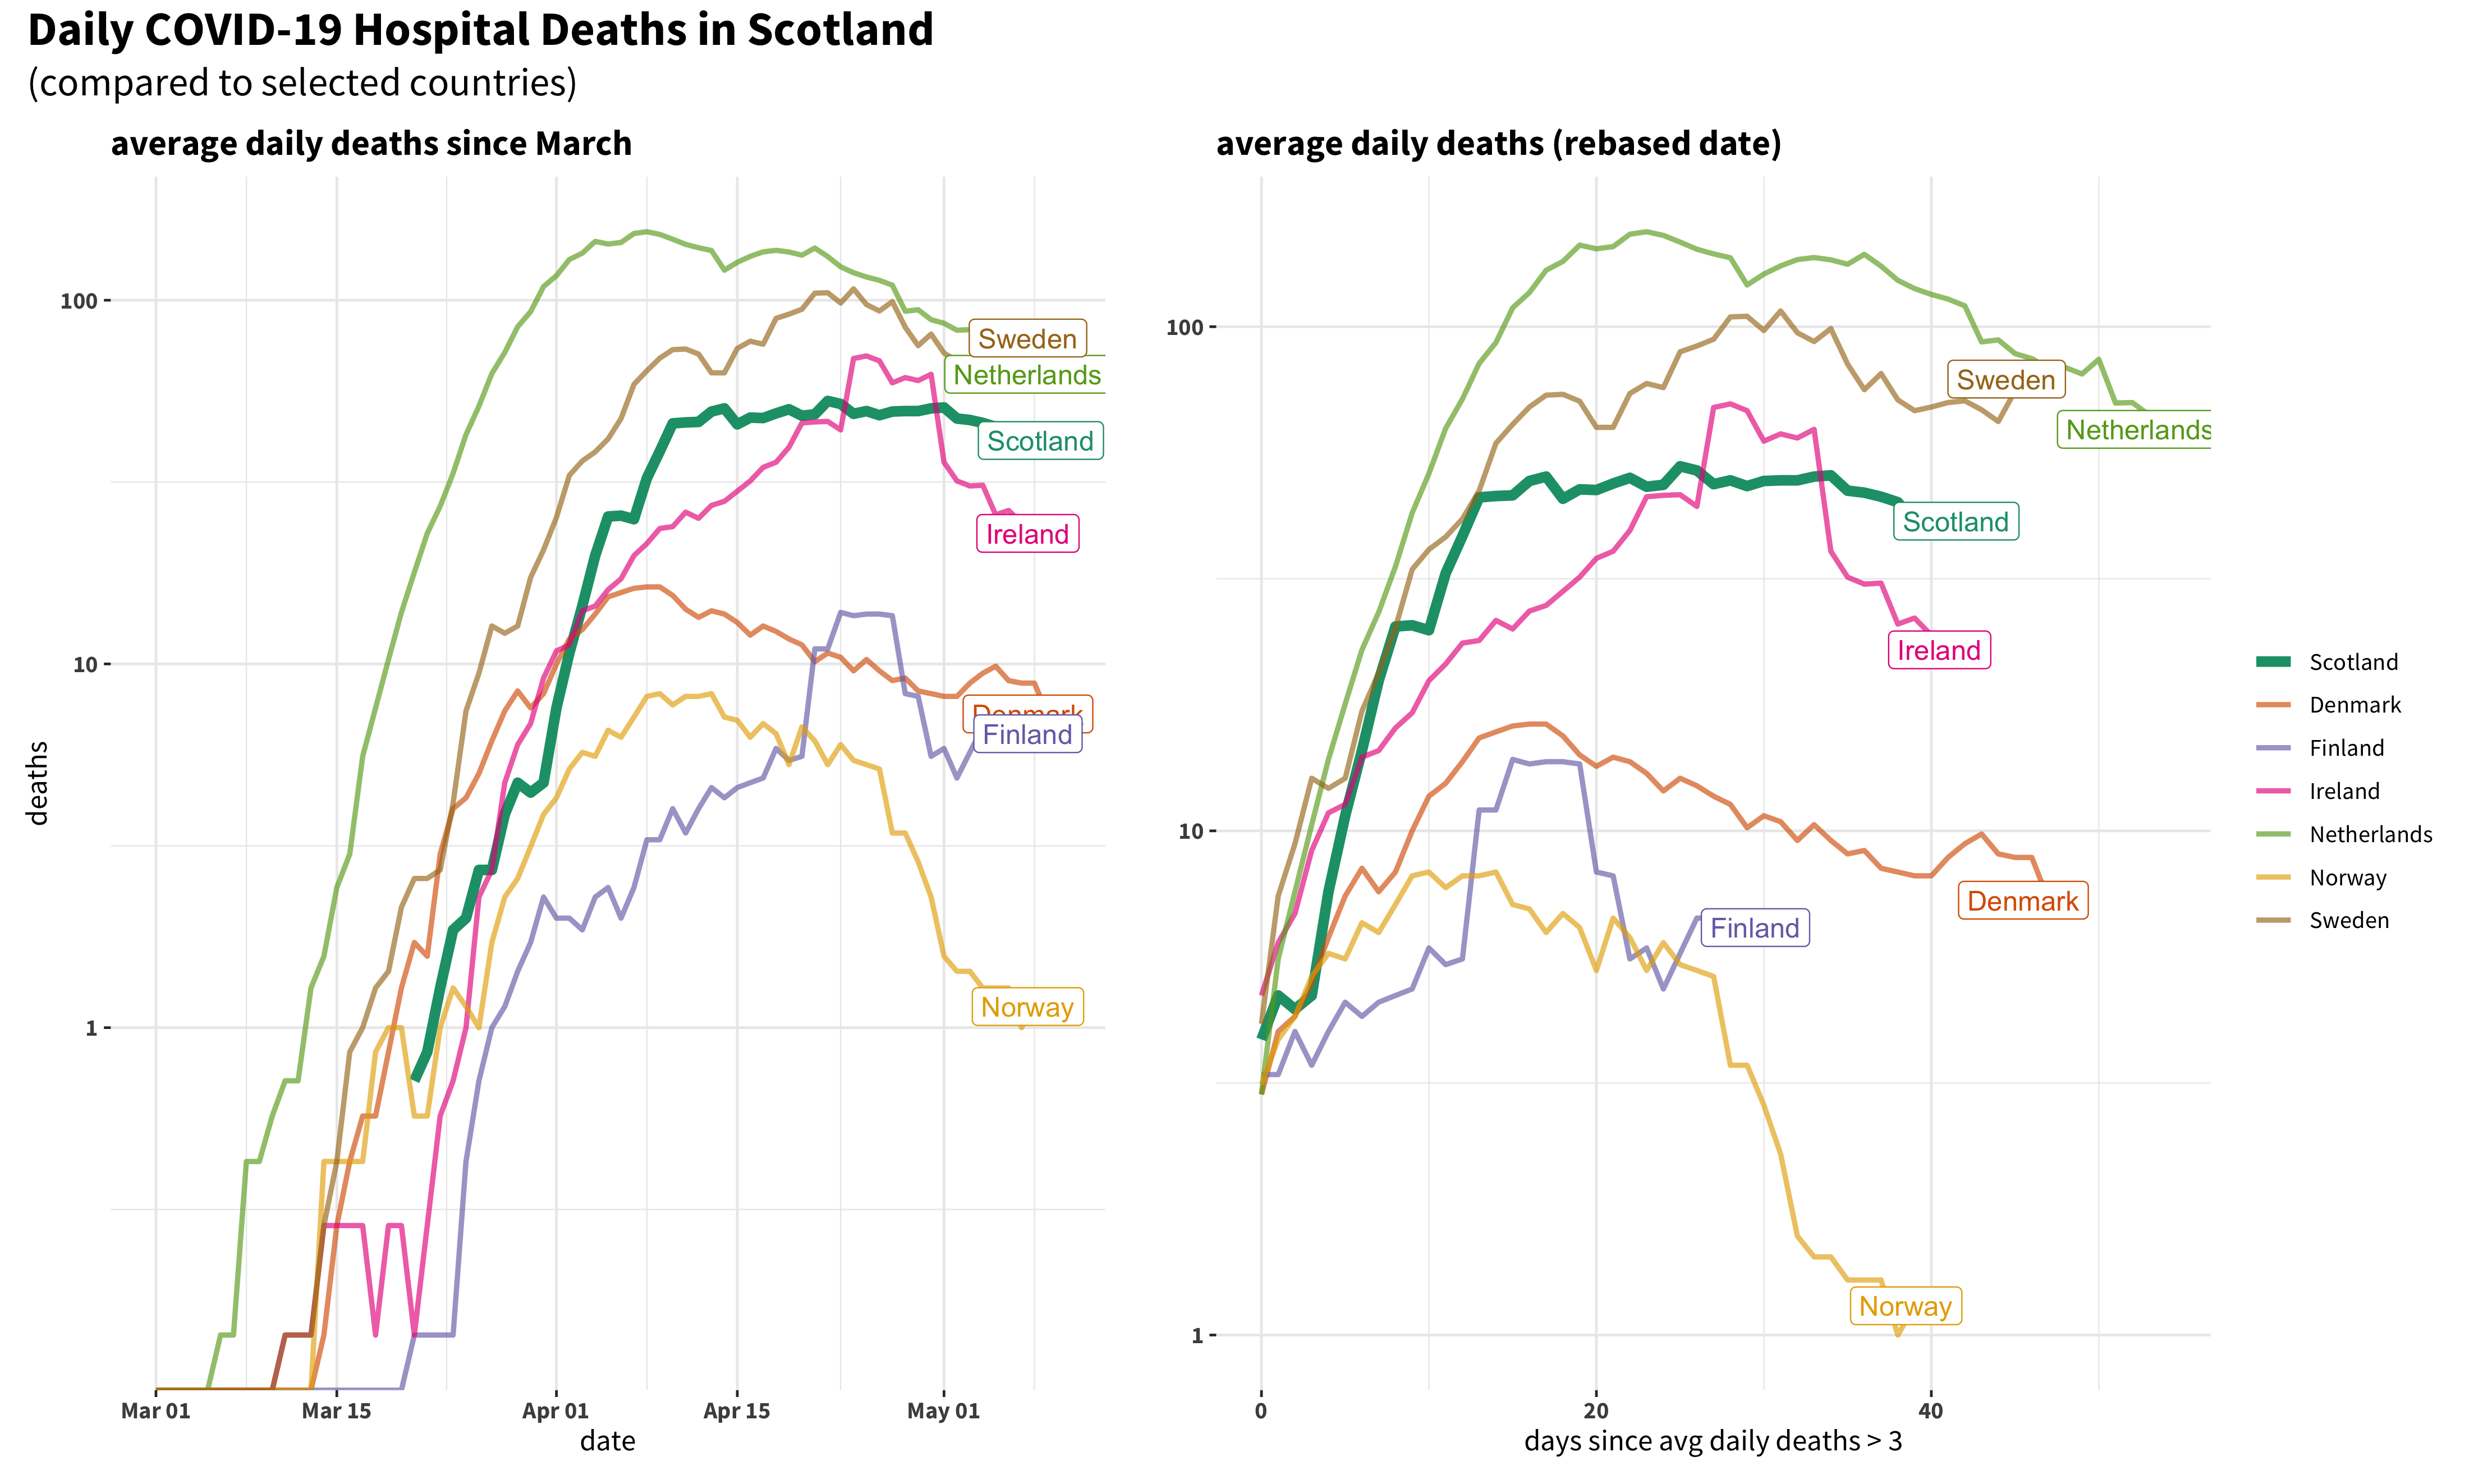 Daily COVID-19 Hospital Deaths in Scotland
(compared to selected countries)
average daily deaths since March
deaths
100
10
1
Sweden
Netherlands
Scotland
Ireland
Denmark
Finland
Norway
Mar 01 Mar 15 Apr 01 Apr 15 May 01
date
average daily deaths (rebased date)
100
10
1
Sweden
Netherlands
Scotland
Ireland
Denmark
Finland
Norway
0 20 40
days since avg daily deaths > 3
Scotland
Denmark
Finland
Ireland
Netherlands
Norway
Sweden